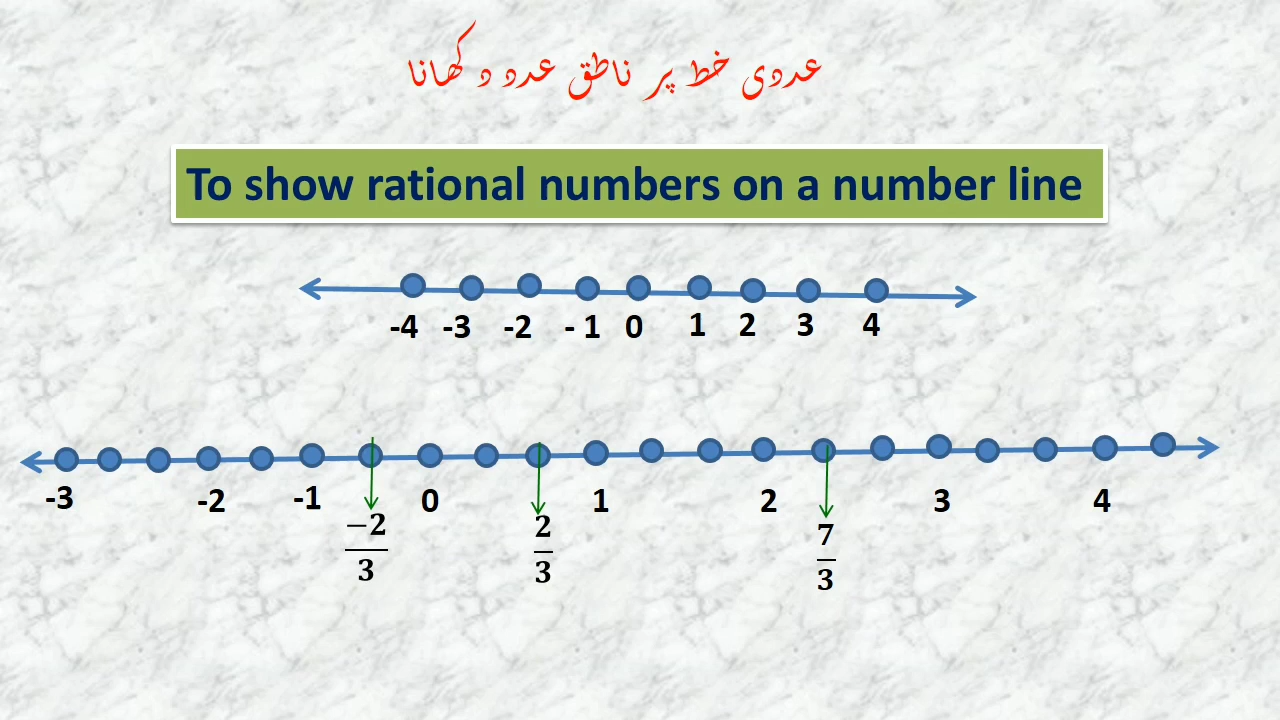 عددی خط پر ناطق عدد دکھانا
To show rational numbers on a number line
-4 -3 -2 - 1 0 1 2 3 4
-3 -2 -1 0 1 2 3 4
−2/3 2/3 7/3